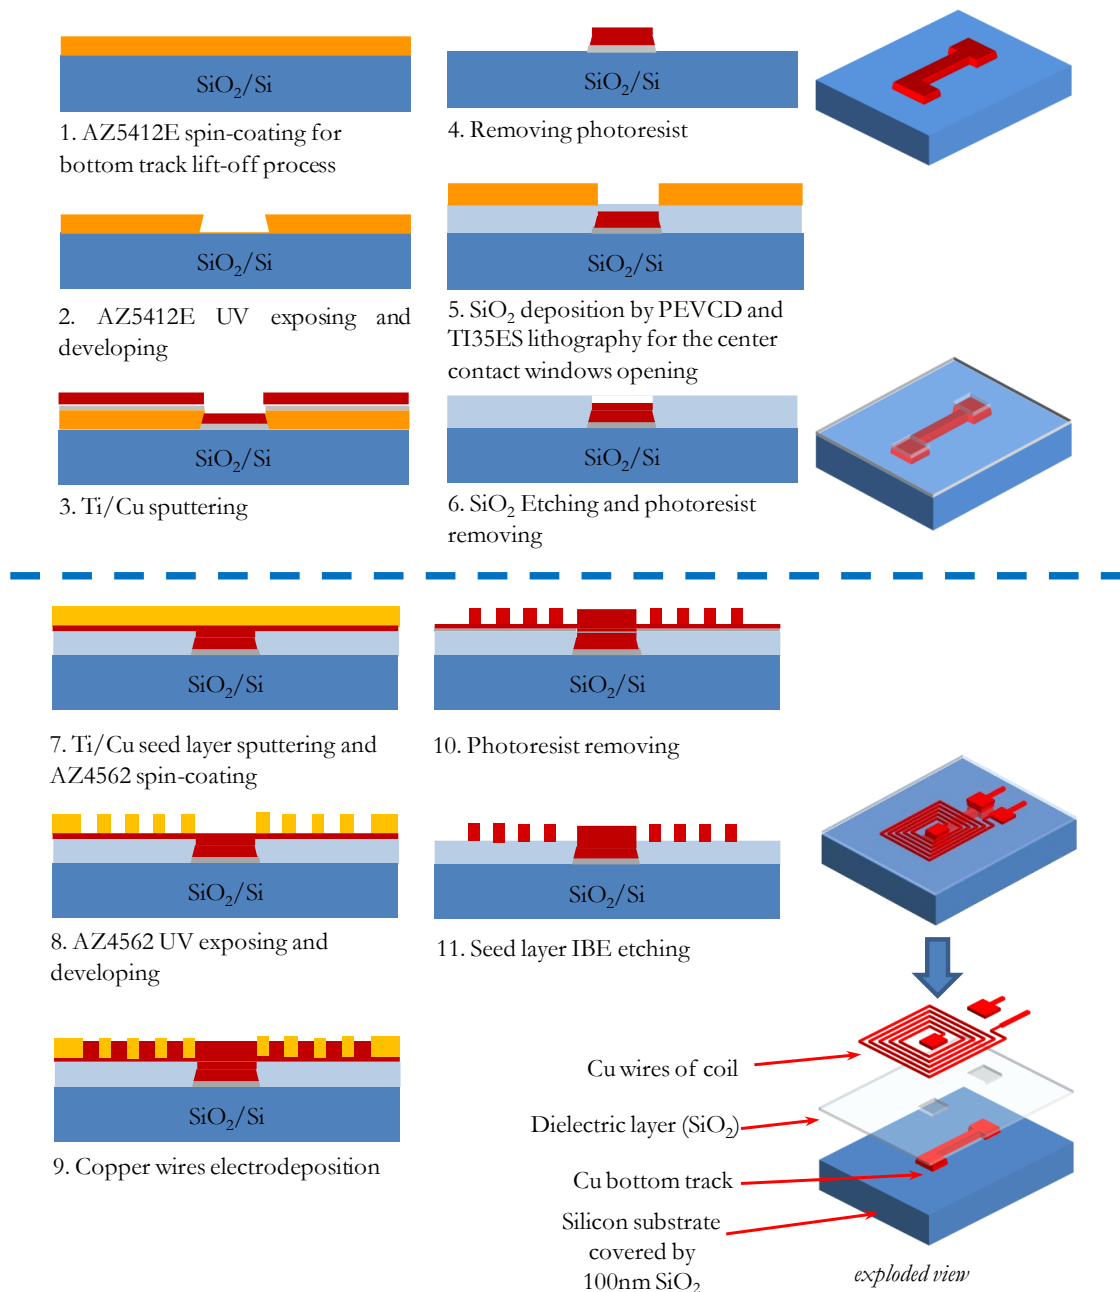 SiO₂/Si
1. AZ5412E spin-coating for
bottom track lift-off process
SiO₂/Si
2. AZ5412E UV exposing and
developing
SiO₂/Si
3. Ti/Cu sputtering
SiO₂/Si
4. Removing photoresist
SiO₂/Si
5. SiO₂ deposition by PEVCD and
TI35ES lithography for the center
contact windows opening
SiO₂/Si
6. SiO₂ Etching and photoresist
removing
SiO₂/Si
7. Ti/Cu seed layer sputtering and
AZ4562 spin-coating
SiO₂/Si
8. AZ4562 UV exposing and
developing
SiO₂/Si
9. Copper wires electrodeposition
SiO₂/Si
10. Photoresist removing
SiO₂/Si
11. Seed layer IBE etching
Cu wires of coil
Dielectric layer (SiO₂)
Cu bottom track
Silicon substrate
covered by
100nm SiO₂
exploded view